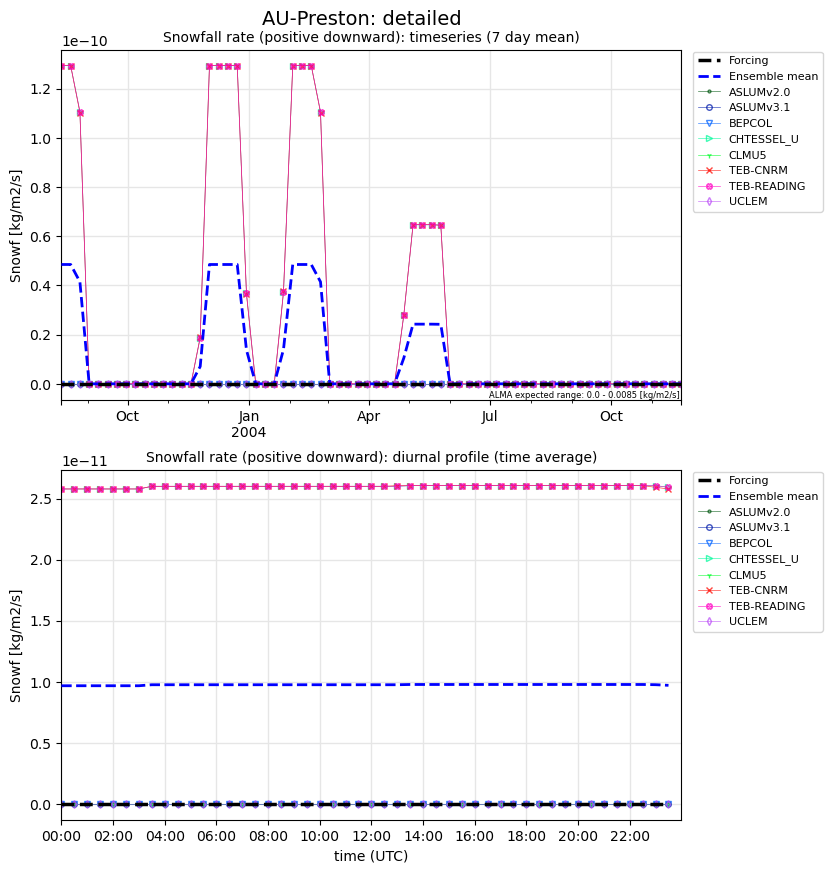 AU-Preston: detailed
Snowfall rate (positive downward): timeseries (7 day mean)
1e−10
Snowf [kg/m2/s]
1.2
1.0
0.8
0.6
0.4
0.2
0.0
Oct
Jan
2004
Apr
Jul
Oct
ALMA expected range: 0.0 - 0.0085 [kg/m2/s]
Forcing
Ensemble mean
ASLUMv2.0
ASLUMv3.1
BEPCOL
CHTESSEL_U
CLMU5
TEB-CNRM
TEB-READING
UCLEM
Snowfall rate (positive downward): diurnal profile (time average)
1e−11
Snowf [kg/m2/s]
2.5
2.0
1.5
1.0
0.5
0.0
00:00
02:00
04:00
06:00
08:00
10:00
12:00
14:00
16:00
18:00
20:00
22:00
time (UTC)
Forcing
Ensemble mean
ASLUMv2.0
ASLUMv3.1
BEPCOL
CHTESSEL_U
CLMU5
TEB-CNRM
TEB-READING
UCLEM